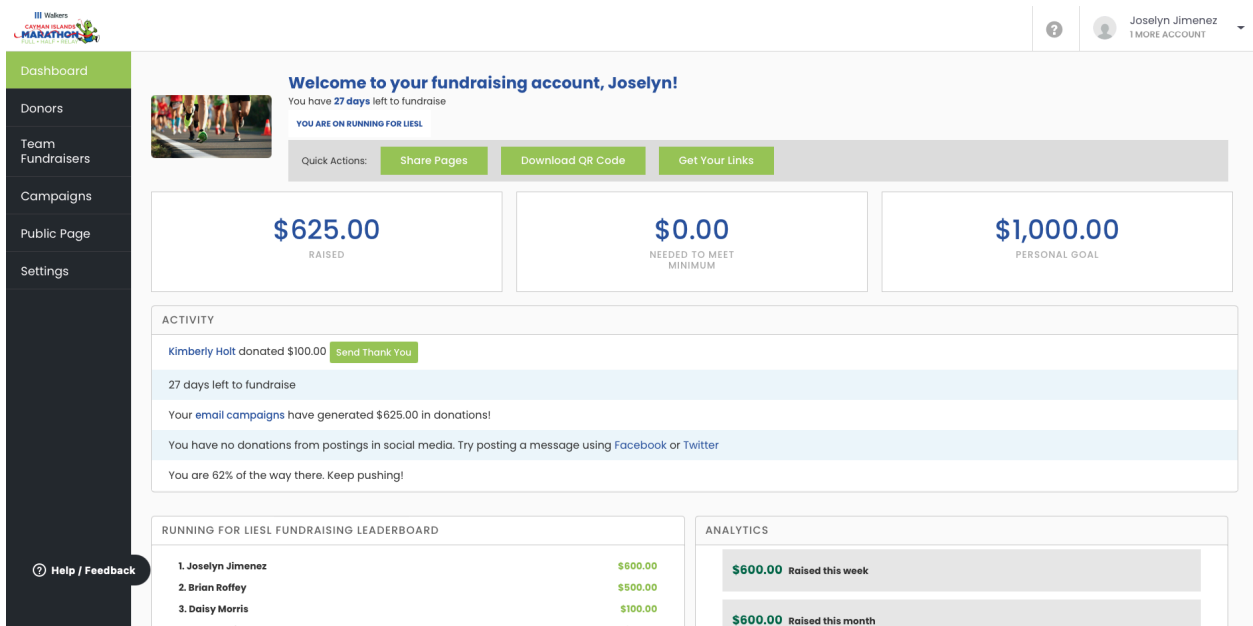 Walkers
CAYMAN ISLANDS
MARATHON
FULL • HALF • RELAY
Joselyn Jimenez
1 MORE ACCOUNT
Dashboard
Donors
Team
Fundraisers
Campaigns
Public Page
Settings
Help / Feedback
Welcome to your fundraising account, Joselyn!
You have 27 days left to fundraise
YOU ARE ON RUNNING FOR LIESL
Quick Actions: Share Pages Download QR Code Get Your Links
$625.00
RAISED
$0.00
NEEDED TO MEET
MINIMUM
$1,000.00
PERSONAL GOAL
ACTIVITY
Kimberly Holt donated $100.00 Send Thank You
27 days left to fundraise
Your email campaigns have generated $625.00 in donations!
You have no donations from postings in social media. Try posting a message using Facebook or Twitter
You are 62% of the way there. Keep pushing!
RUNNING FOR LIESL FUNDRAISING LEADERBOARD
1. Joselyn Jimenez $600.00
2. Brian Roffey $500.00
3. Daisy Morris $100.00
ANALYTICS
$600.00 Raised this week
$600.00 Raised this month